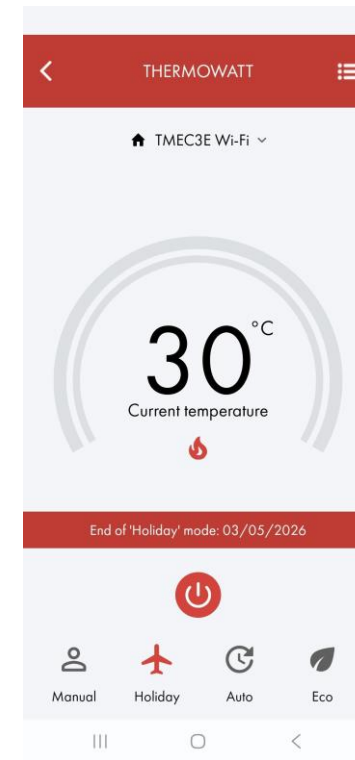 THERMOWATT
TMEC3E Wi-Fi
30°C
Current temperature
End of 'Holiday' mode: 03/05/2026
Manual Holiday Auto Eco